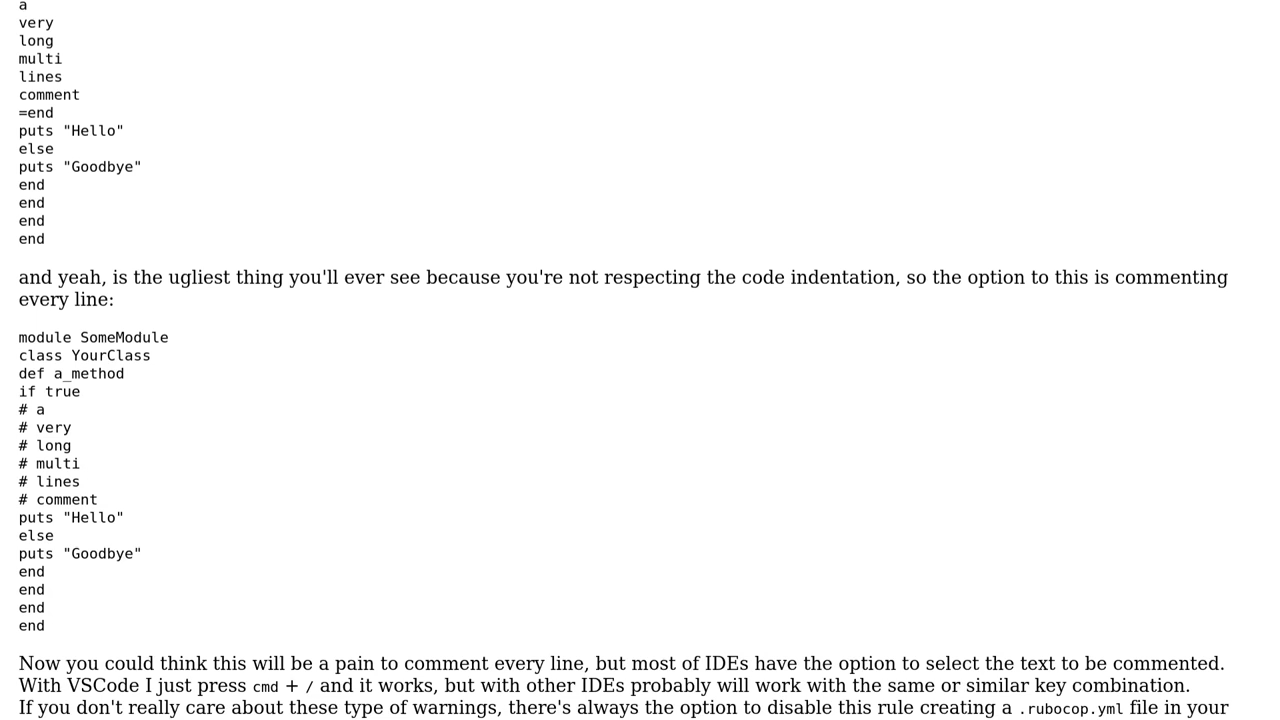 a
very
long
multi
lines
comment
=end
puts "Hello"
else
puts "Goodbye"
end
end
end
end
and yeah, is the ugliest thing you'll ever see because you're not respecting the code indentation, so the option to this is commenting
every line:
module SomeModule
class YourClass
def a_method
if true
# a
# very
# long
# multi
# lines
# comment
puts "Hello"
else
puts "Goodbye"
end
end
end
end
Now you could think this will be a pain to comment every line, but most of IDEs have the option to select the text to be commented.
With VSCode I just press cmd + / and it works, but with other IDEs probably will work with the same or similar key combination.
If you don't really care about these type of warnings, there's always the option to disable this rule creating a .rubocop.yml file in your